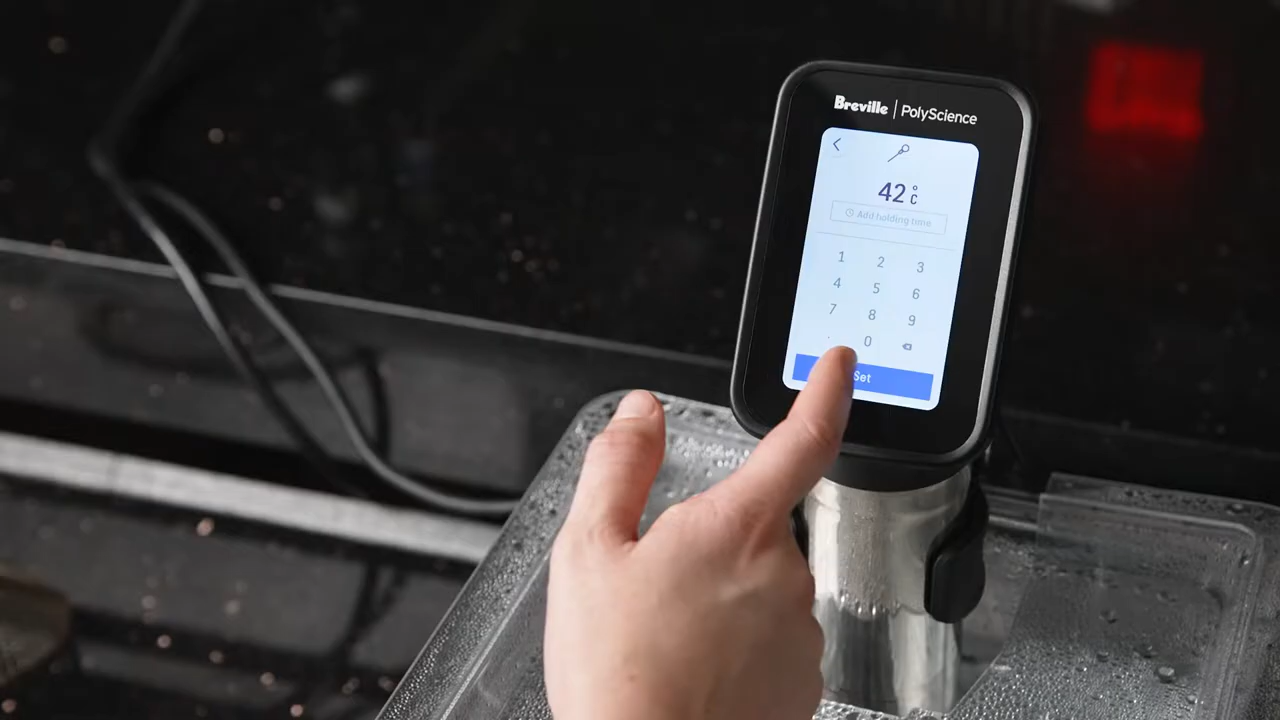 Breville | PolyScience
42 °C
Add holding time
1 2 3
4 5 6
7 8 9
. 0
Set